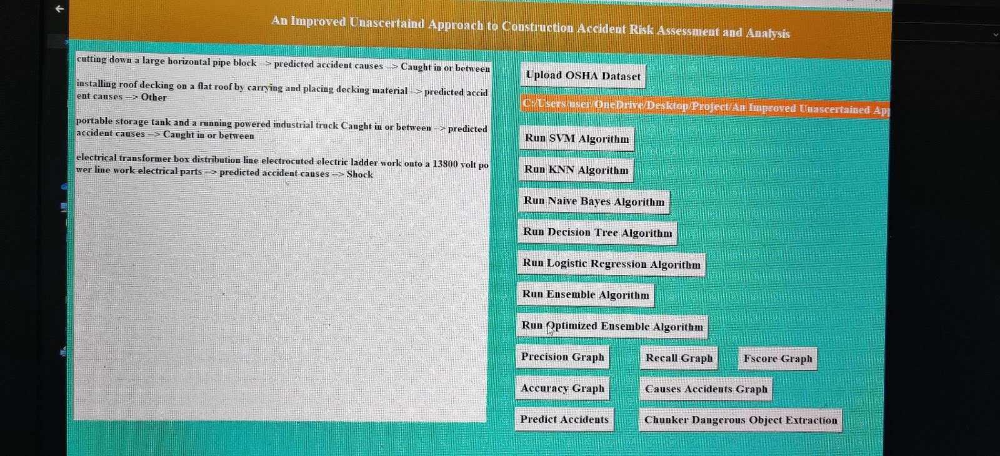 An Improved Unascertaind Approach to Construction Accident Risk Assessment and Analysis
cutting down a large horizontal pipe block --> predicted accident causes --> Caught in or between
installing roof decking on a flat roof by carrying and placing decking material --> predicted accid
ent causes --> Other
portable storage tank and a running powered industrial truck Caught in or between --> predicted
accident causes --> Caught in or between
electrical transformer box distribution line electrocuted electric ladder work onto a 13800 volt po
wer line work electrical parts --> predicted accident causes --> Shock
Upload OSHA Dataset
C:/Users/user/OneDrive/Desktop/Project/An Improved Unascertained App
Run SVM Algorithm
Run KNN Algorithm
Run Naive Bayes Algorithm
Run Decision Tree Algorithm
Run Logistic Regression Algorithm
Run Ensemble Algorithm
Run Optimized Ensemble Algorithm
Precision Graph Recall Graph Fscore Graph
Accuracy Graph Causes Accidents Graph
Predict Accidents Chunker Dangerous Object Extraction